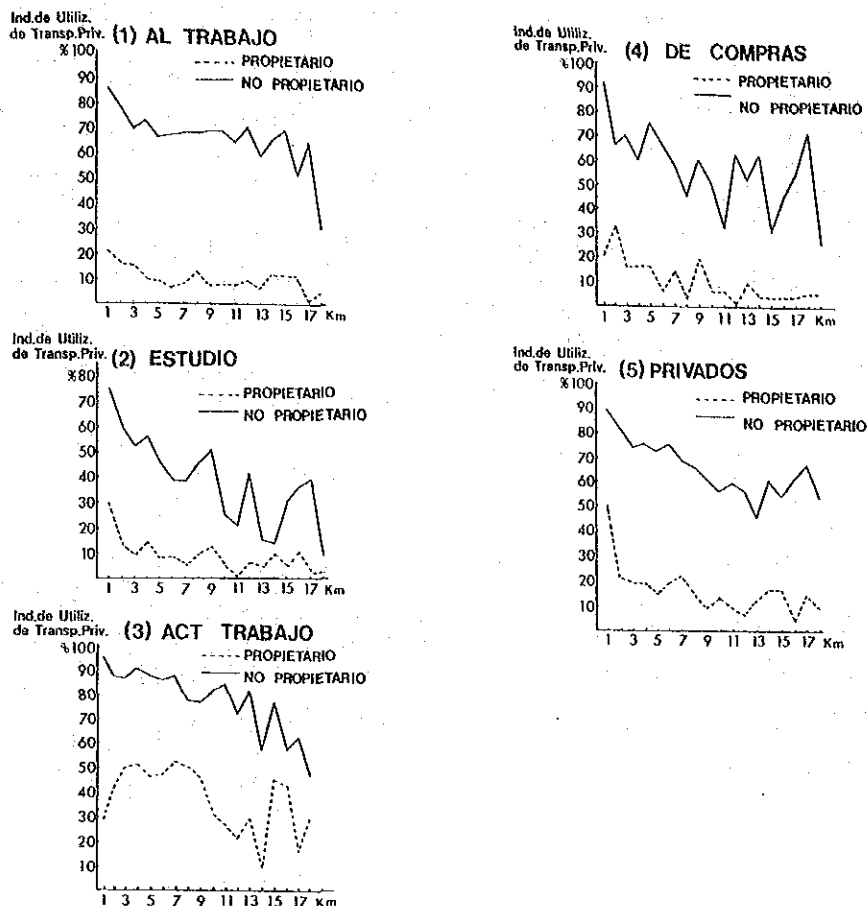 Ind.de Utiliz.
de Transp.Priv. (1) AL TRABAJO
% 100
PROPIETARIO
NO PROPIETARIO
90
80
70
60
50
40
30
20
10
1 3 5 7 9 11 13 15 17 Km
Ind.de Utiliz.
de Transp.Priv. (2) ESTUDIO
%80
PROPIETARIO
NO PROPIETARIO
70
60
50
40
30
20
10
1 3 5 7 9 11 13 15 17 Km
Ind.de Utiliz.
de Transp.Priv. (3) ACT TRABAJO
% 100
PROPIETARIO
NO PROPIETARIO
90
80
70
60
50
40
30
20
10
1 3 5 7 9 11 13 15 17 Km
Ind.de Utiliz.
de Transp.Priv. (4) DE COMPRAS
% 100
PROPIETARIO
NO PROPIETARIO
90
80
70
60
50
40
30
20
10
1 3 5 7 9 11 13 15 17 Km
Ind.de Utiliz.
de Transp.Priv. (5) PRIVADOS
% 100
PROPIETARIO
NO PROPIETARIO
90
80
70
60
50
40
30
20
10
1 3 5 7 9 11 13 15 17 Km